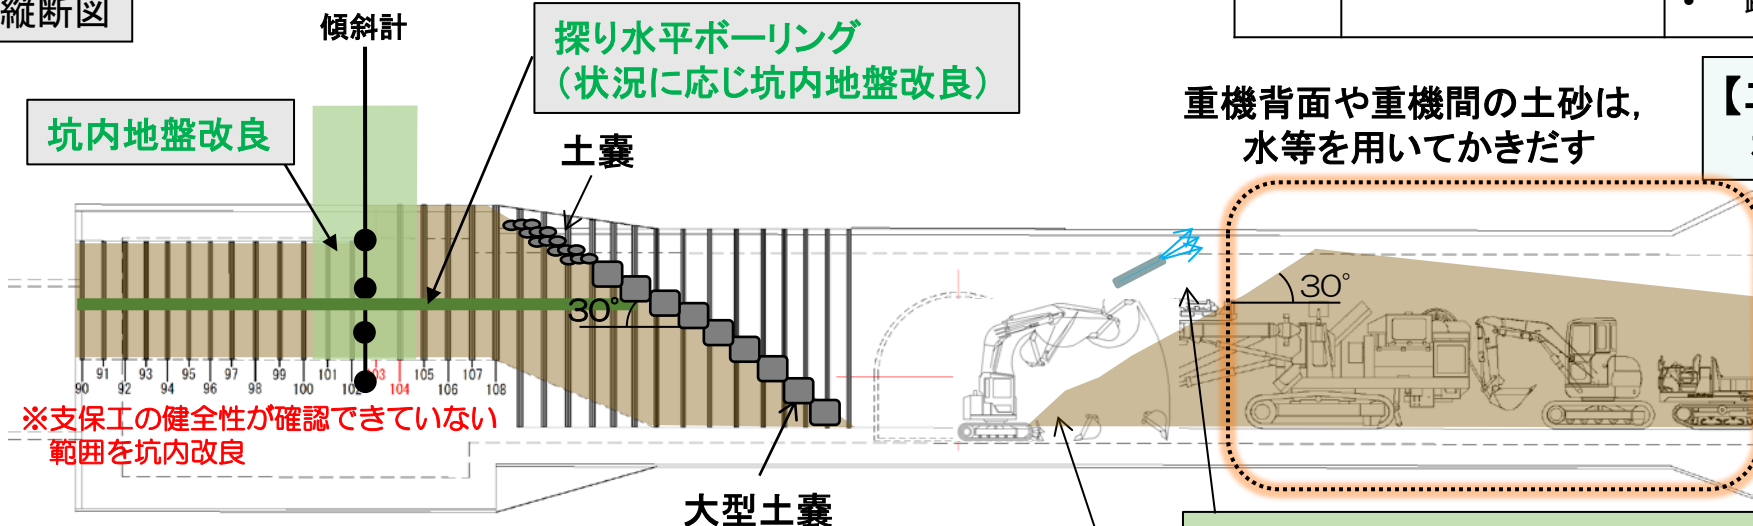 縦断図
傾斜計
探り水平ボーリング
(状況に応じ坑内地盤改良)
坑内地盤改良
土嚢
重機背面や重機間の土砂は,
水等を用いてかきだす
30°
30°
90 91 92 93 94 95 96 97 98 99 100 101 102 103 104 105 106 107 108
※支保工の健全性が確認できていない
範囲を坑内改良
大型土嚢